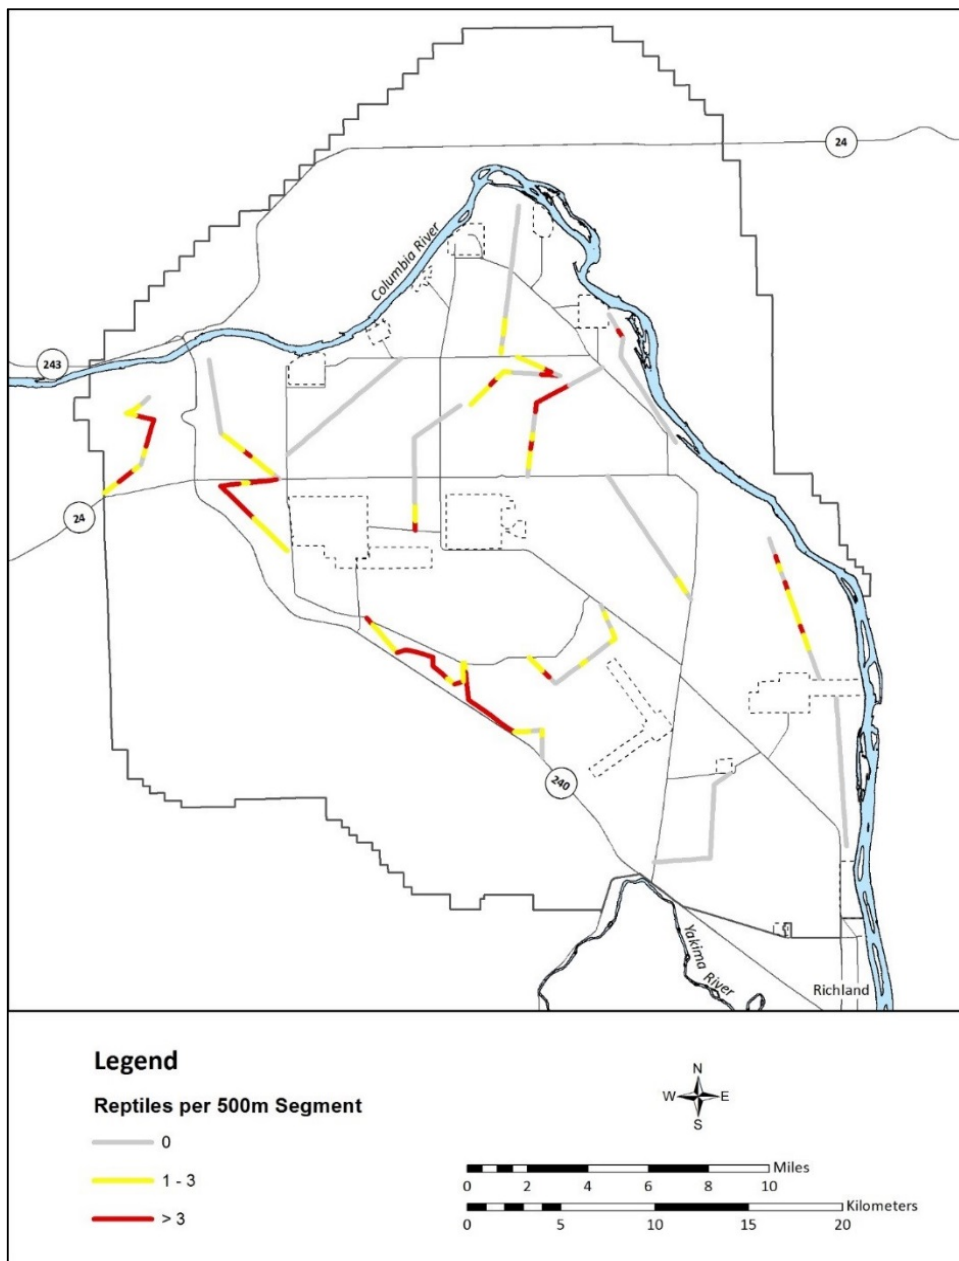 24
Columbia River
243
24
240
Yakima River
Richland
Legend
Reptiles per 500m Segment
0
1 - 3
> 3
N
W E
S
Miles
0 2 4 6 8 10
Kilometers
0 5 10 15 20